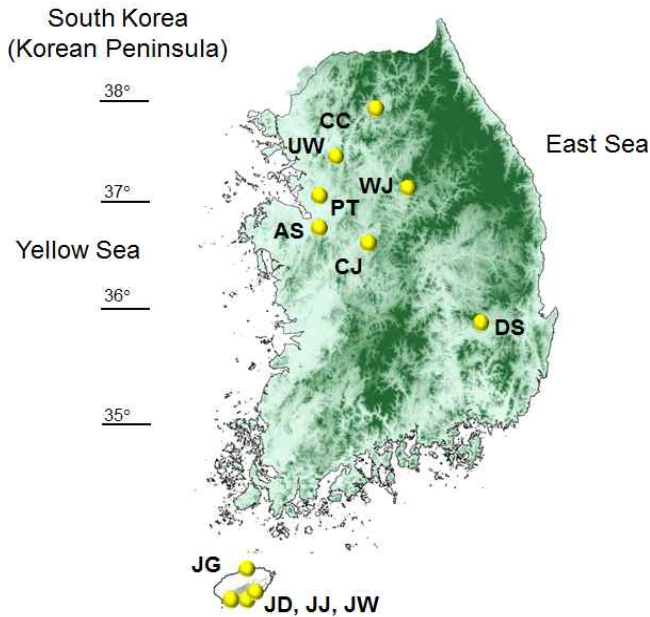 South Korea
(Korean Peninsula)
38°
CC
East Sea
UW
WJ
37°
PT
AS
Yellow Sea
CJ
36°
DS
35°
JG
JD, JJ, JW